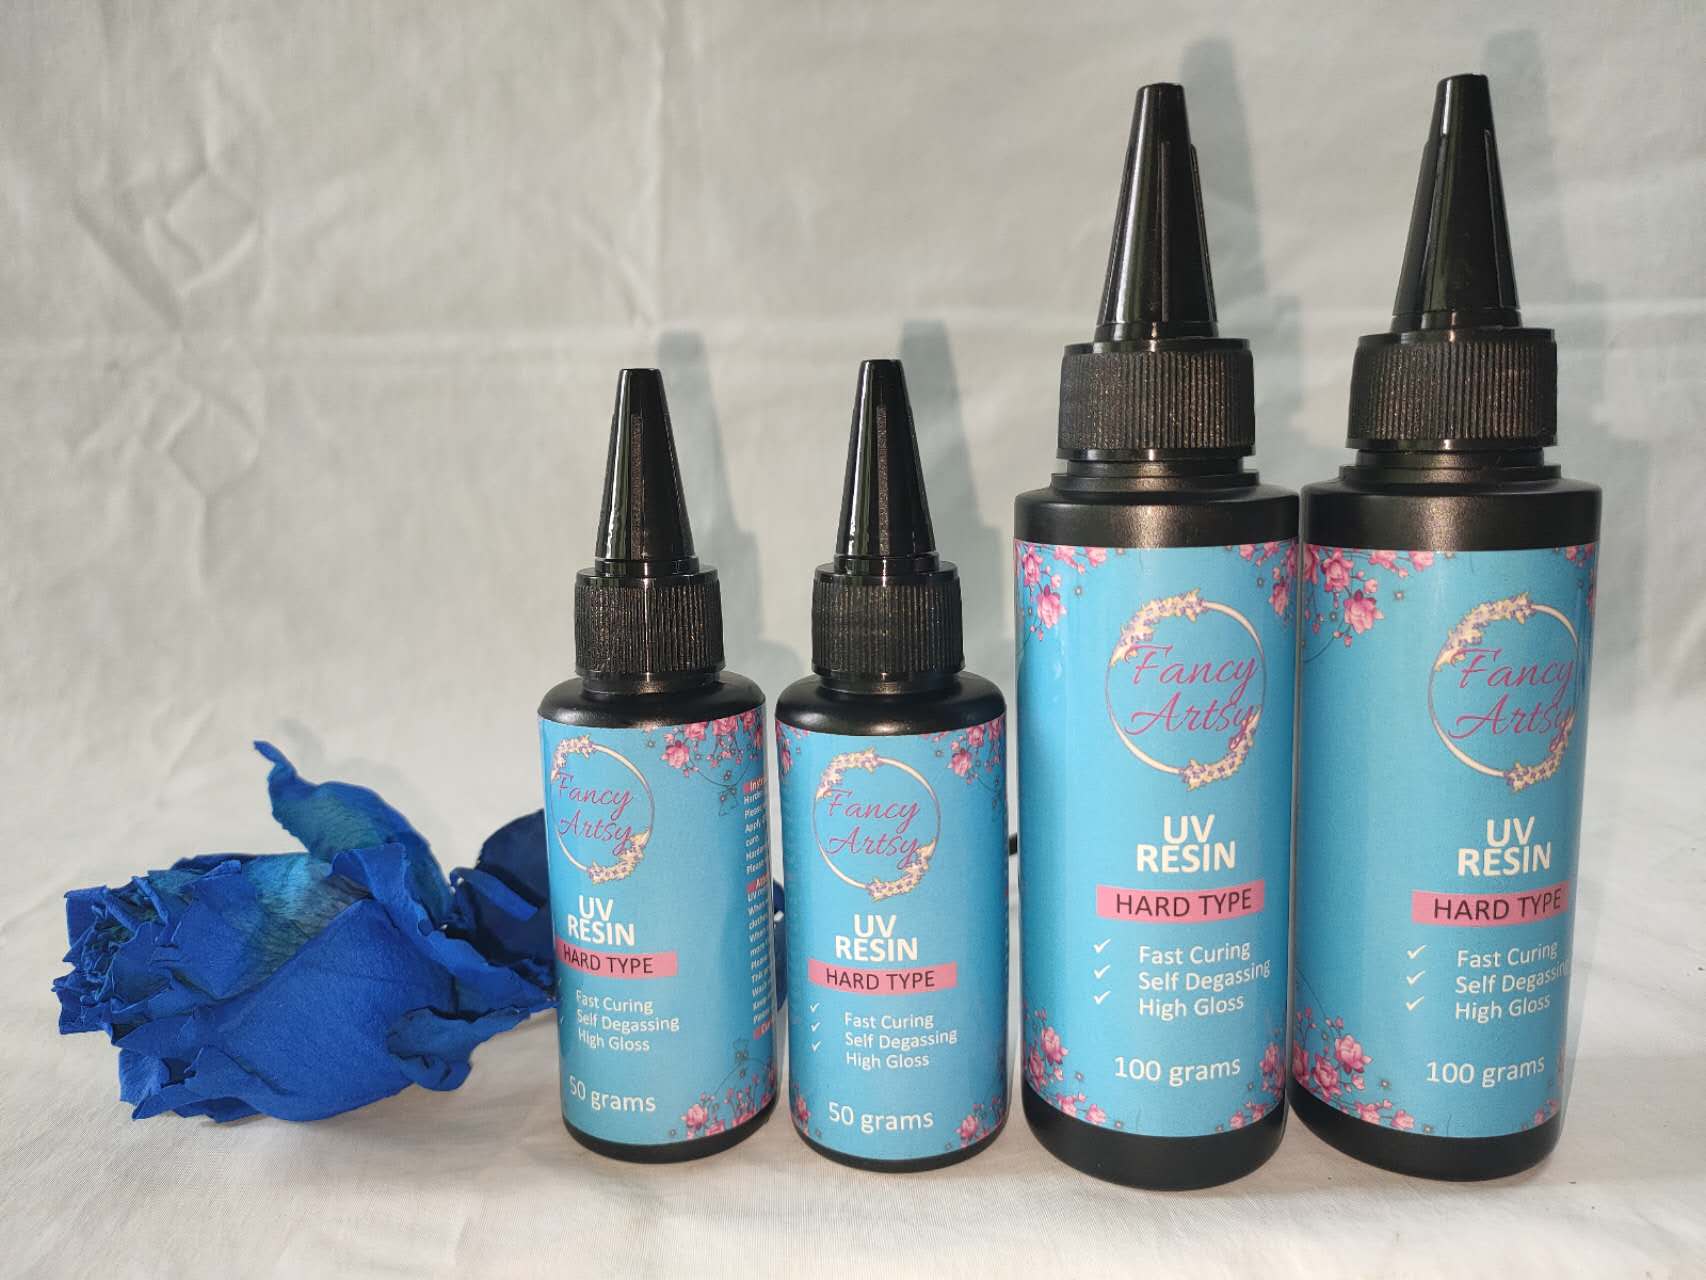 Fancy
Artsy
UV
RESIN
HARD TYPE
Fast Curing
Self Degassing
High Gloss
50 grams
Fancy
Artsy
UV
RESIN
HARD TYPE
Fast Curing
Self Degassing
High Gloss
50 grams
Fancy
Artsy
UV
RESIN
HARD TYPE
Fast Curing
Self Degassing
High Gloss
100 grams
Fancy
Artsy
UV
RESIN
HARD TYPE
Fast Curing
Self Degassing
High Gloss
100 grams